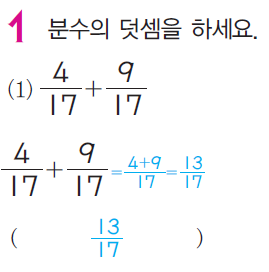 1 분수의 덧셈을 하세요.
(1) 4/17 + 9/17
4/17 + 9/17 = 4+9/17 = 13/17
( 13/17 )